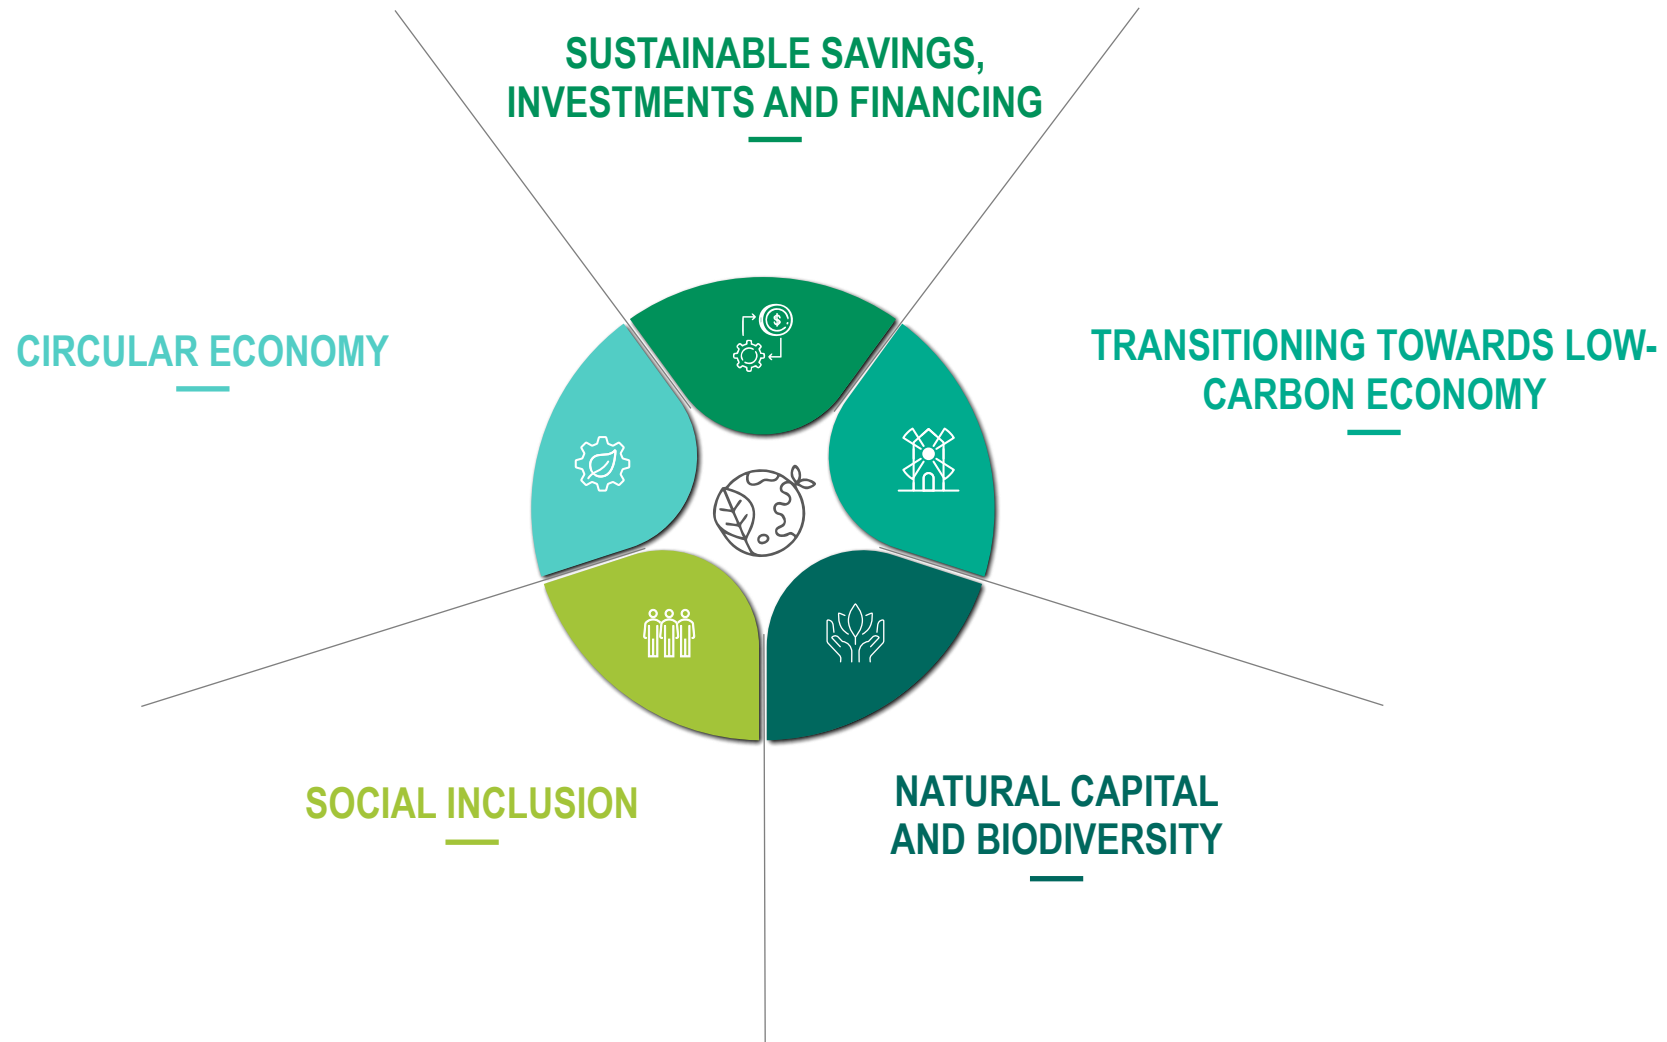 SUSTAINABLE SAVINGS,
INVESTMENTS AND FINANCING
$
CIRCULAR ECONOMY
TRANSITIONING TOWARDS LOW-
CARBON ECONOMY
SOCIAL INCLUSION
NATURAL CAPITAL
AND BIODIVERSITY